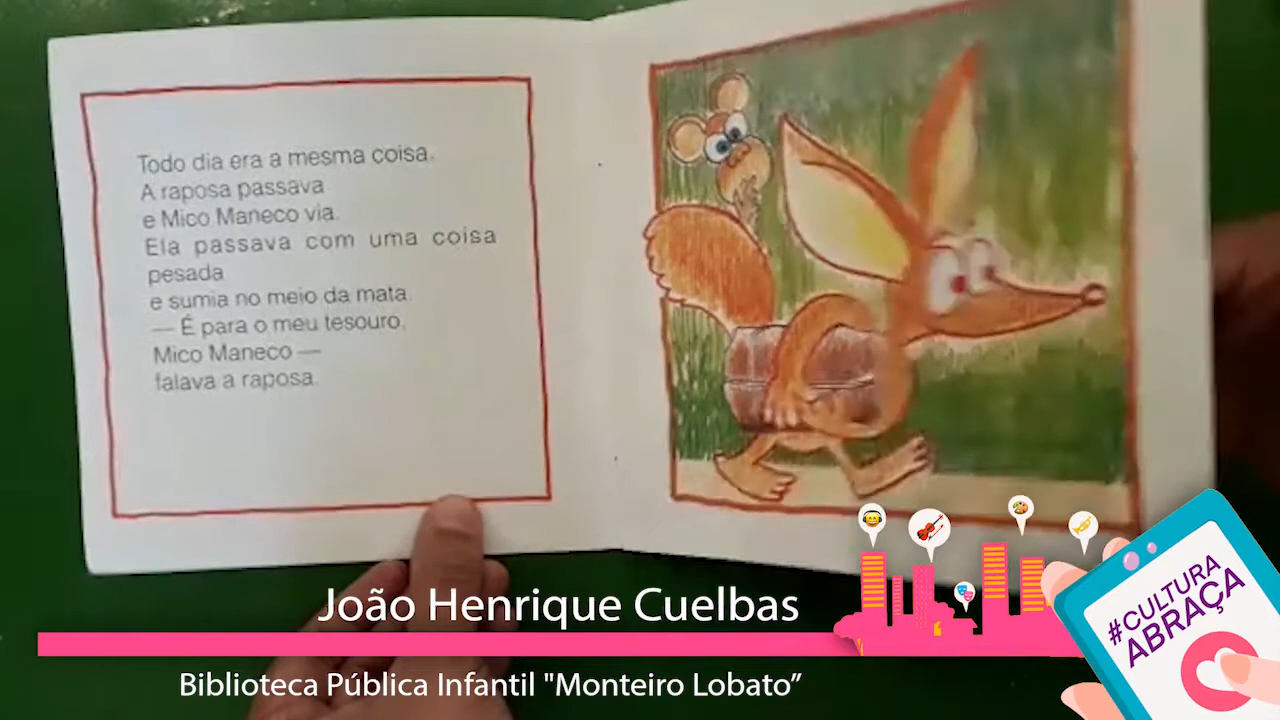 Todo dia era a mesma coisa.
A raposa passava
e Mico Maneco via.
Ela passava com uma coisa
pesada
e sumia no meio da mata.
— É para o meu tesouro,
Mico Maneco —
falava a raposa.
João Henrique Cuelbas
Biblioteca Pública Infantil "Monteiro Lobato”
#CULTURA
ABRAÇA